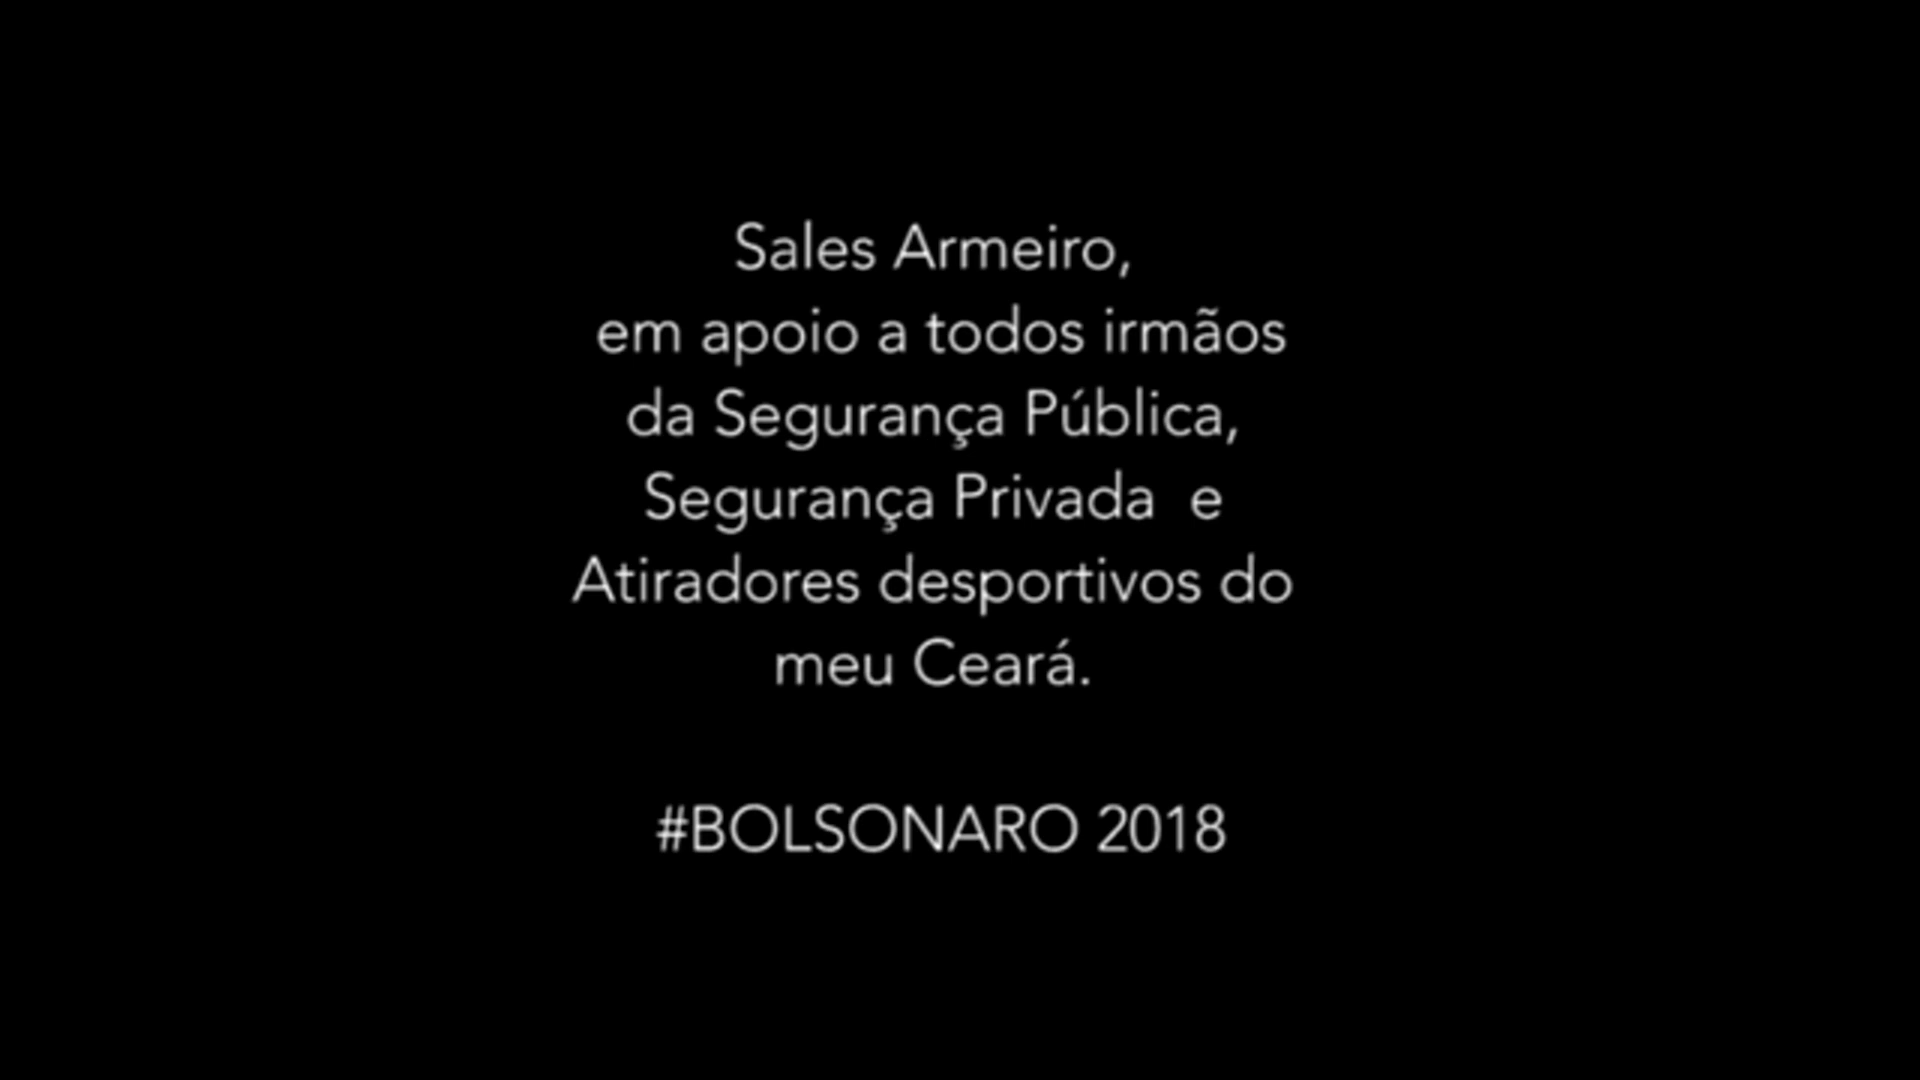 Sales Armeiro,
em apoio a todos irmãos
da Segurança Pública,
Segurança Privada  e
Atiradores desportivos do
meu Ceará.
#BOLSONARO 2018